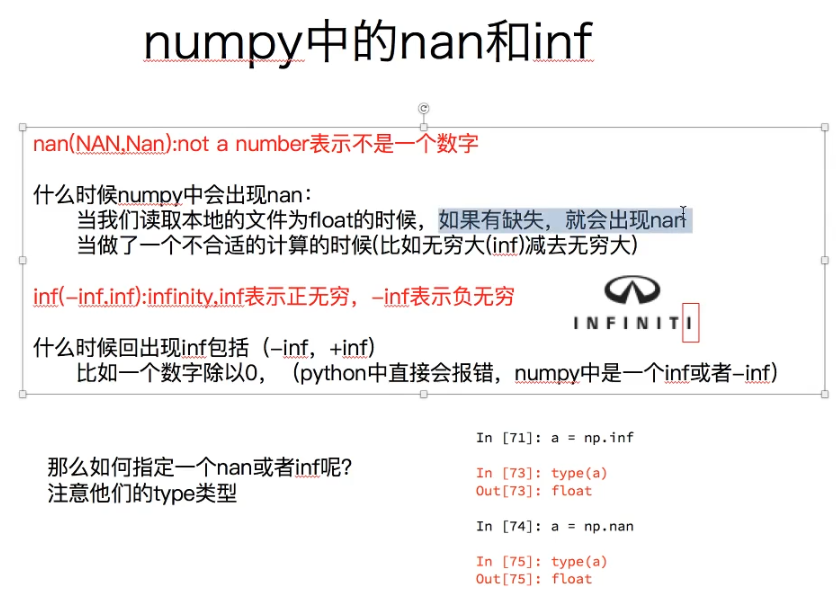 numpy中的nan和inf
nan(NAN,Nan):not a number表示不是一个数字
什么时候numpy中会出现nan：
当我们读取本地的文件为float的时候，如果有缺失，就会出现nan
当做了一个不合适的计算的时候(比如无穷大(inf)减去无穷大)
inf(-inf,inf):infinity,inf表示正无穷，-inf表示负无穷
INFINITI
什么时候回出现inf包括（-inf，+inf）
比如一个数字除以0，（python中直接会报错，numpy中是一个inf或者-inf）
那么如何指定一个nan或者inf呢？
注意他们的type类型
In [71]: a = np.inf
In [73]: type(a)
Out[73]: float
In [74]: a = np.nan
In [75]: type(a)
Out[75]: float